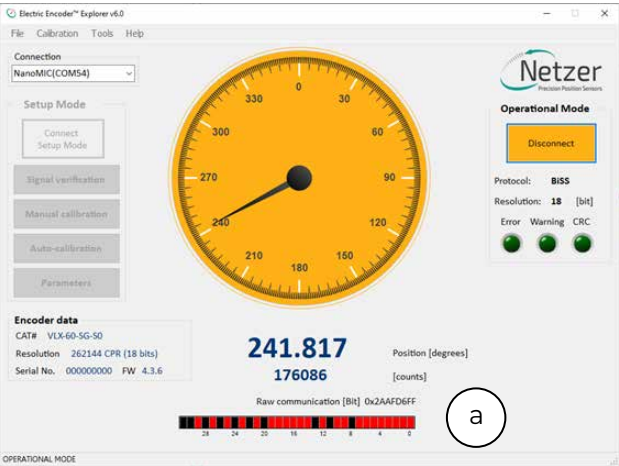 Electric Encoder™ Explorer v6.0
File Calibration Tools Help
Connection
NanoMIC(COM54)
Setup Mode
Connect
Setup Mode
Signal verification
Manual calibration
Auto-calibration
Parameters
0
30
60
90
120
150
180
210
240
270
300
330
Netzer
Precision Position Sensors
Operational Mode
Disconnect
Protocol: BiSS
Resolution: 18 [bit]
Error Warning CRC
Encoder data
CAT# VLX-60-SG-S0
Resolution 262144 CPR (18 bits)
Serial No. 000000000 FW 4.3.6
241.817 Position [degrees]
176086 [counts]
Raw communication [Bit] 0x2AAFD6FF
28 24 20 16 12 8 4 0
a
OPERATIONAL MODE